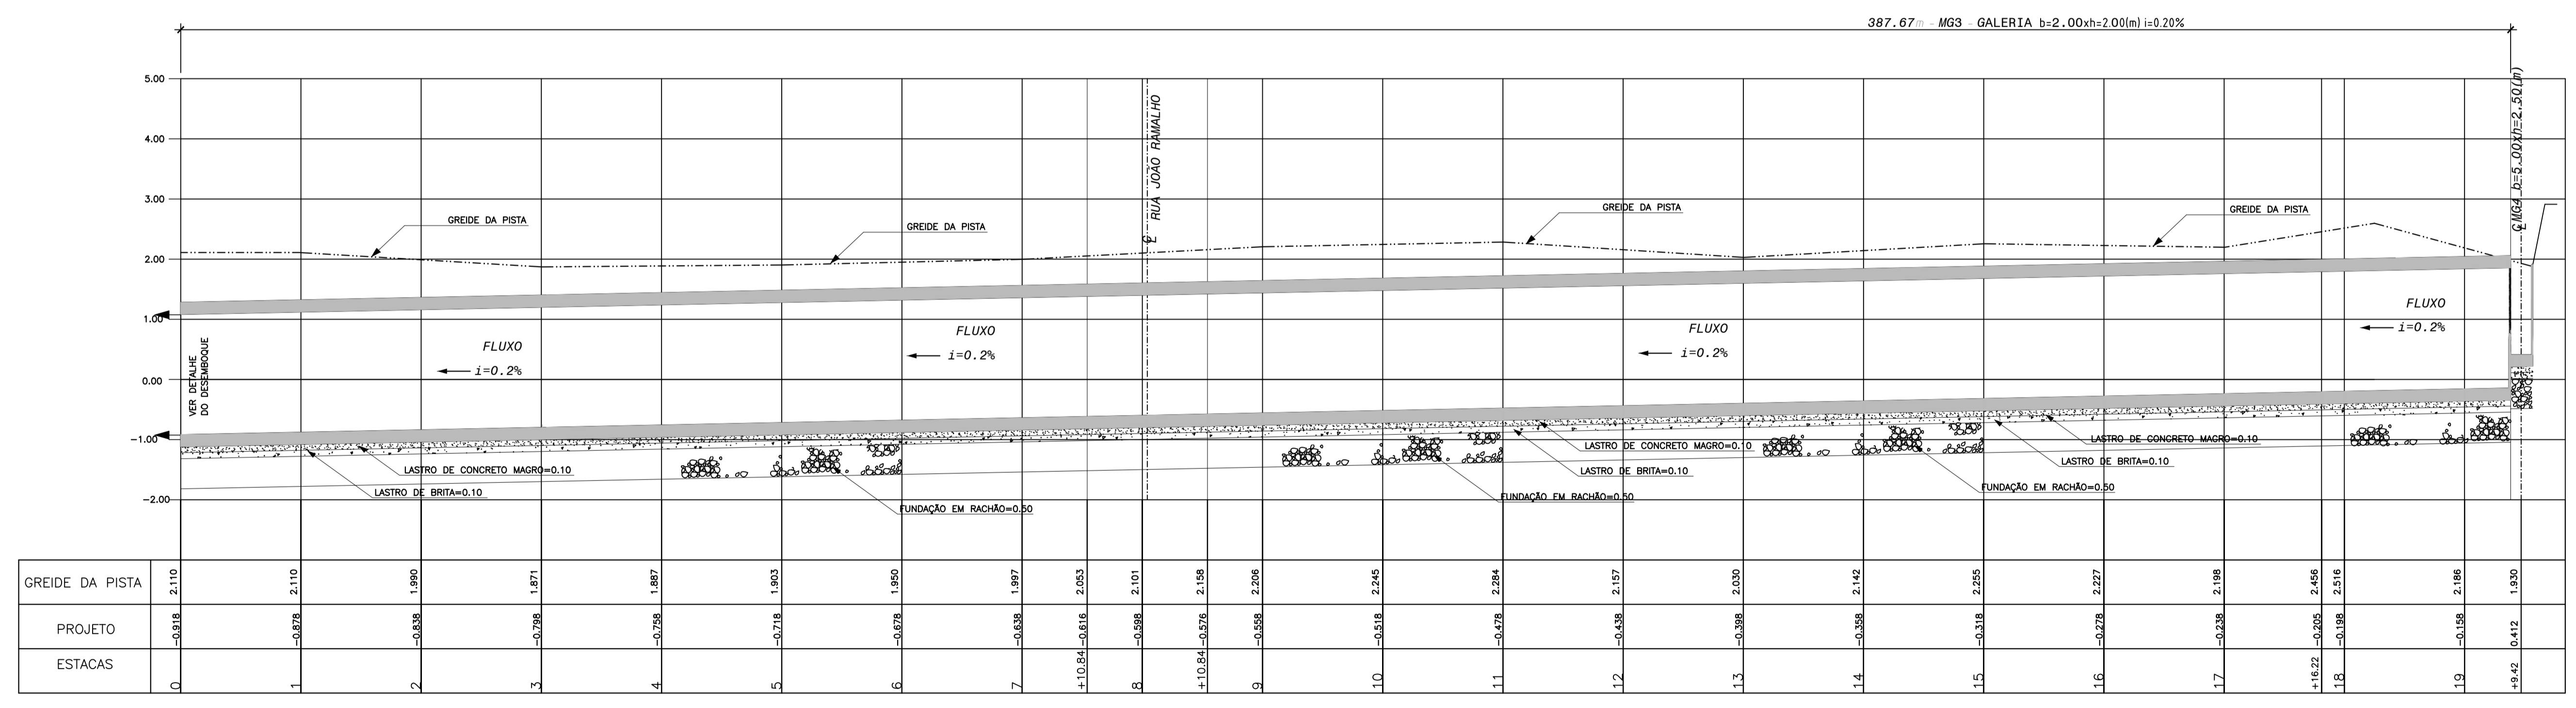 387.67m - MG3 - GALERIA b=2.00xh=2.00(m) i=0.20%
5.00
4.00
3.00
2.00
1.00
0.00
-1.00
-2.00
RUA JOÃO RAMALHO
MG4 b=5.00xh=2.50(m)
GREIDE DA PISTA
GREIDE DA PISTA
GREIDE DA PISTA
GREIDE DA PISTA
VER DETALHE
DO DESEMBOQUE
FLUXO
i=0.2%
FLUXO
i=0.2%
FLUXO
i=0.2%
FLUXO
i=0.2%
LASTRO DE CONCRETO MAGRO=0.10
LASTRO DE BRITA=0.10
FUNDAÇÃO EM RACHÃO=0.50
LASTRO DE CONCRETO MAGRO=0.10
LASTRO DE BRITA=0.10
FUNDAÇÃO EM RACHÃO=0.50
LASTRO DE CONCRETO MAGRO=0.10
LASTRO DE BRITA=0.10
FUNDAÇÃO EM RACHÃO=0.50
GREIDE DA PISTA 2.110 2.110 1.990 1.871 1.887 1.903 1.950 1.997 2.053 2.101 2.158 2.206 2.245 2.284 2.157 2.030 2.142 2.255 2.227 2.198 2.456 2.516 2.186 1.930
PROJETO -0.918 -0.878 -0.838 -0.798 -0.758 -0.718 -0.678 -0.638 -0.616 -0.598 -0.576 -0.558 -0.518 -0.478 -0.438 -0.398 -0.358 -0.318 -0.278 -0.238 -0.205 -0.198 -0.158 0.412
ESTACAS 0 1 2 3 4 5 6 7 +10.84 8 +10.84 9 10 11 12 13 14 15 16 17 +16.22 18 19 +9.42